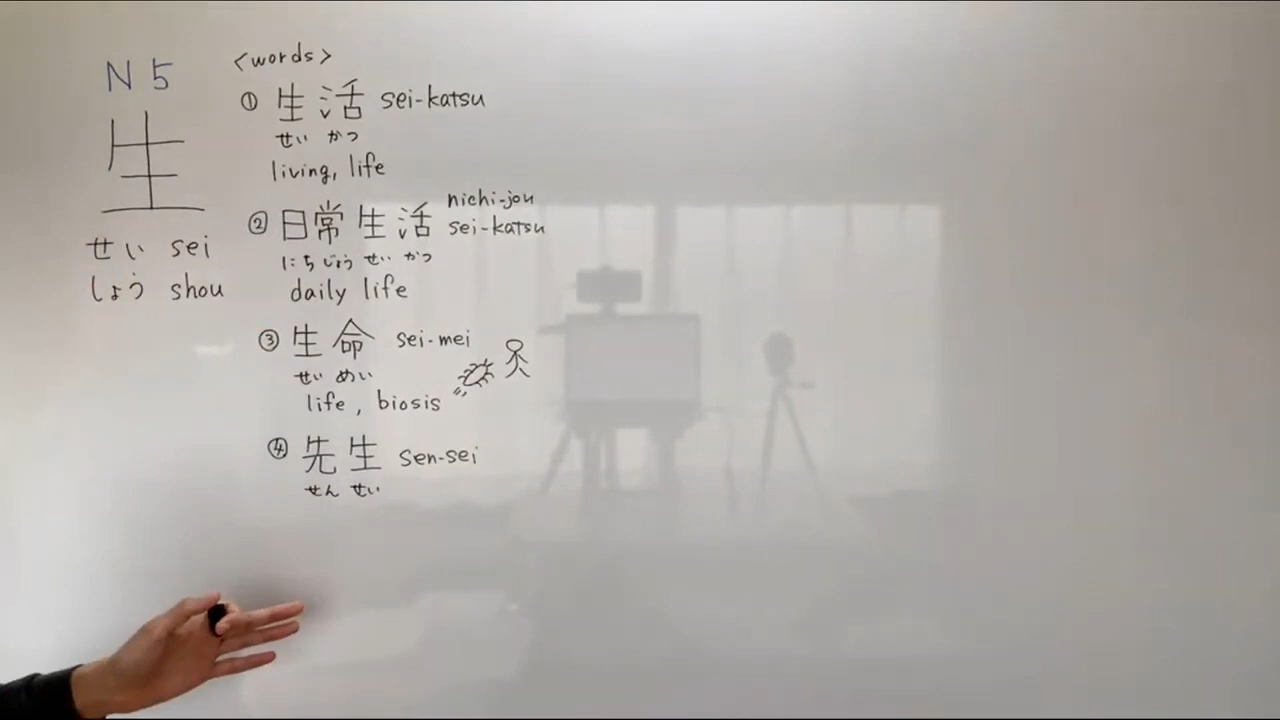 N5
生
せい sei
しょう shou
<words>
① 生活 sei-katsu
せい かつ
living, life
② 日常生活 nichi-jou
sei-katsu
にち じょう せい かつ
daily life
③ 生命 sei-mei
せい めい
life, biosis
④ 先生 sen-sei
せん せい